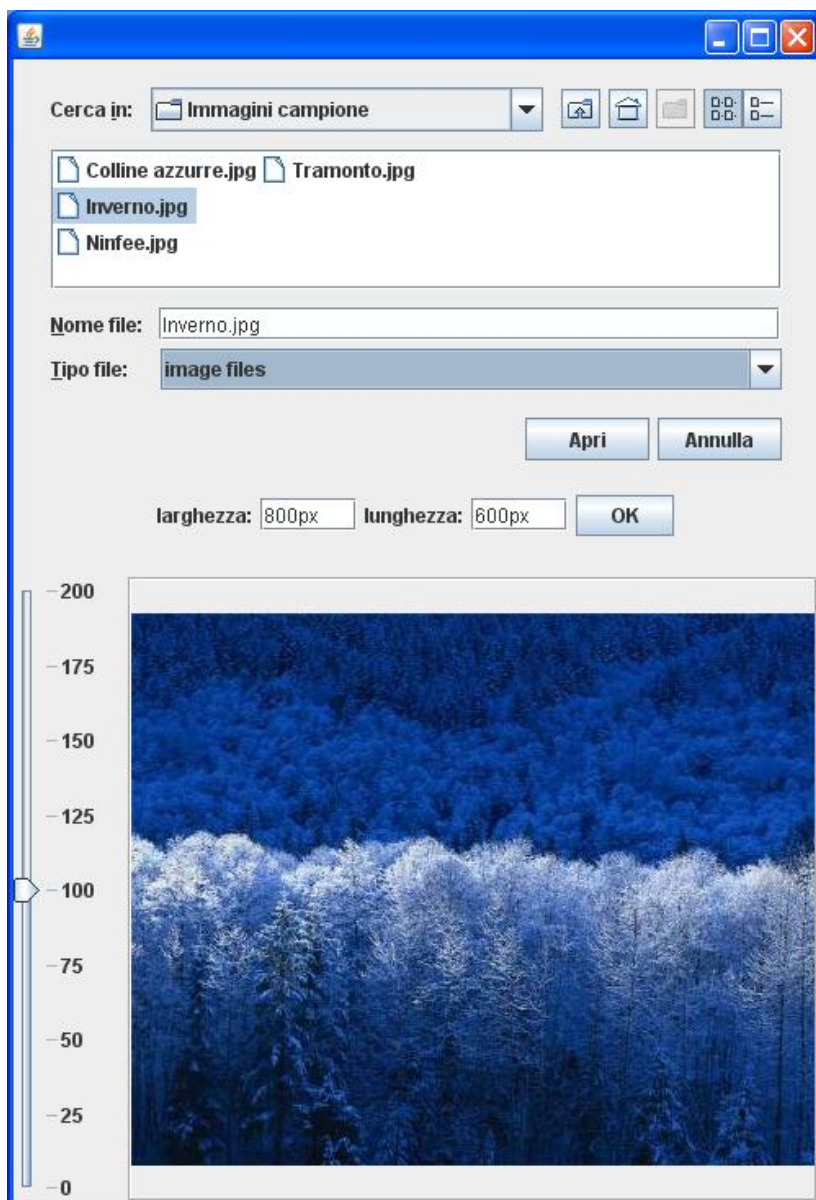 Cerca in: Immagini campione
Colline azzurre.jpg Tramonto.jpg
Inverno.jpg
Ninfee.jpg
Nome file: Inverno.jpg
Tipo file: image files
Apri Annulla
larghezza: 800px lunghezza: 600px OK
200
175
150
125
100
75
50
25
0